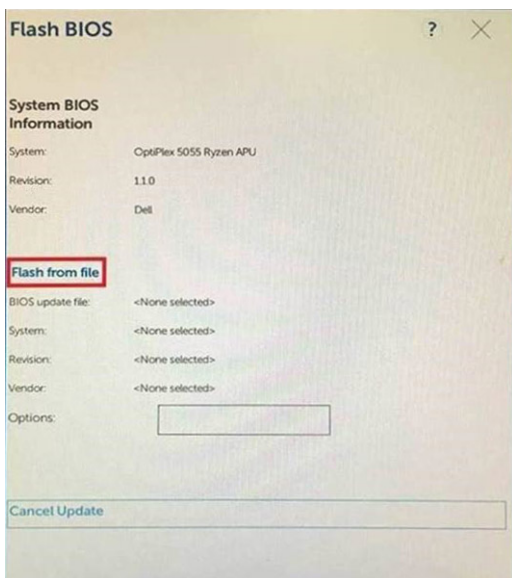 Flash BIOS ?
System BIOS
Information
System: OptiPlex 5055 Ryzen APU
Revision: 1.1.0
Vendor: Dell
Flash from file
BIOS update file: <None selected>
System: <None selected>
Revision: <None selected>
Vendor: <None selected>
Options:
Cancel Update